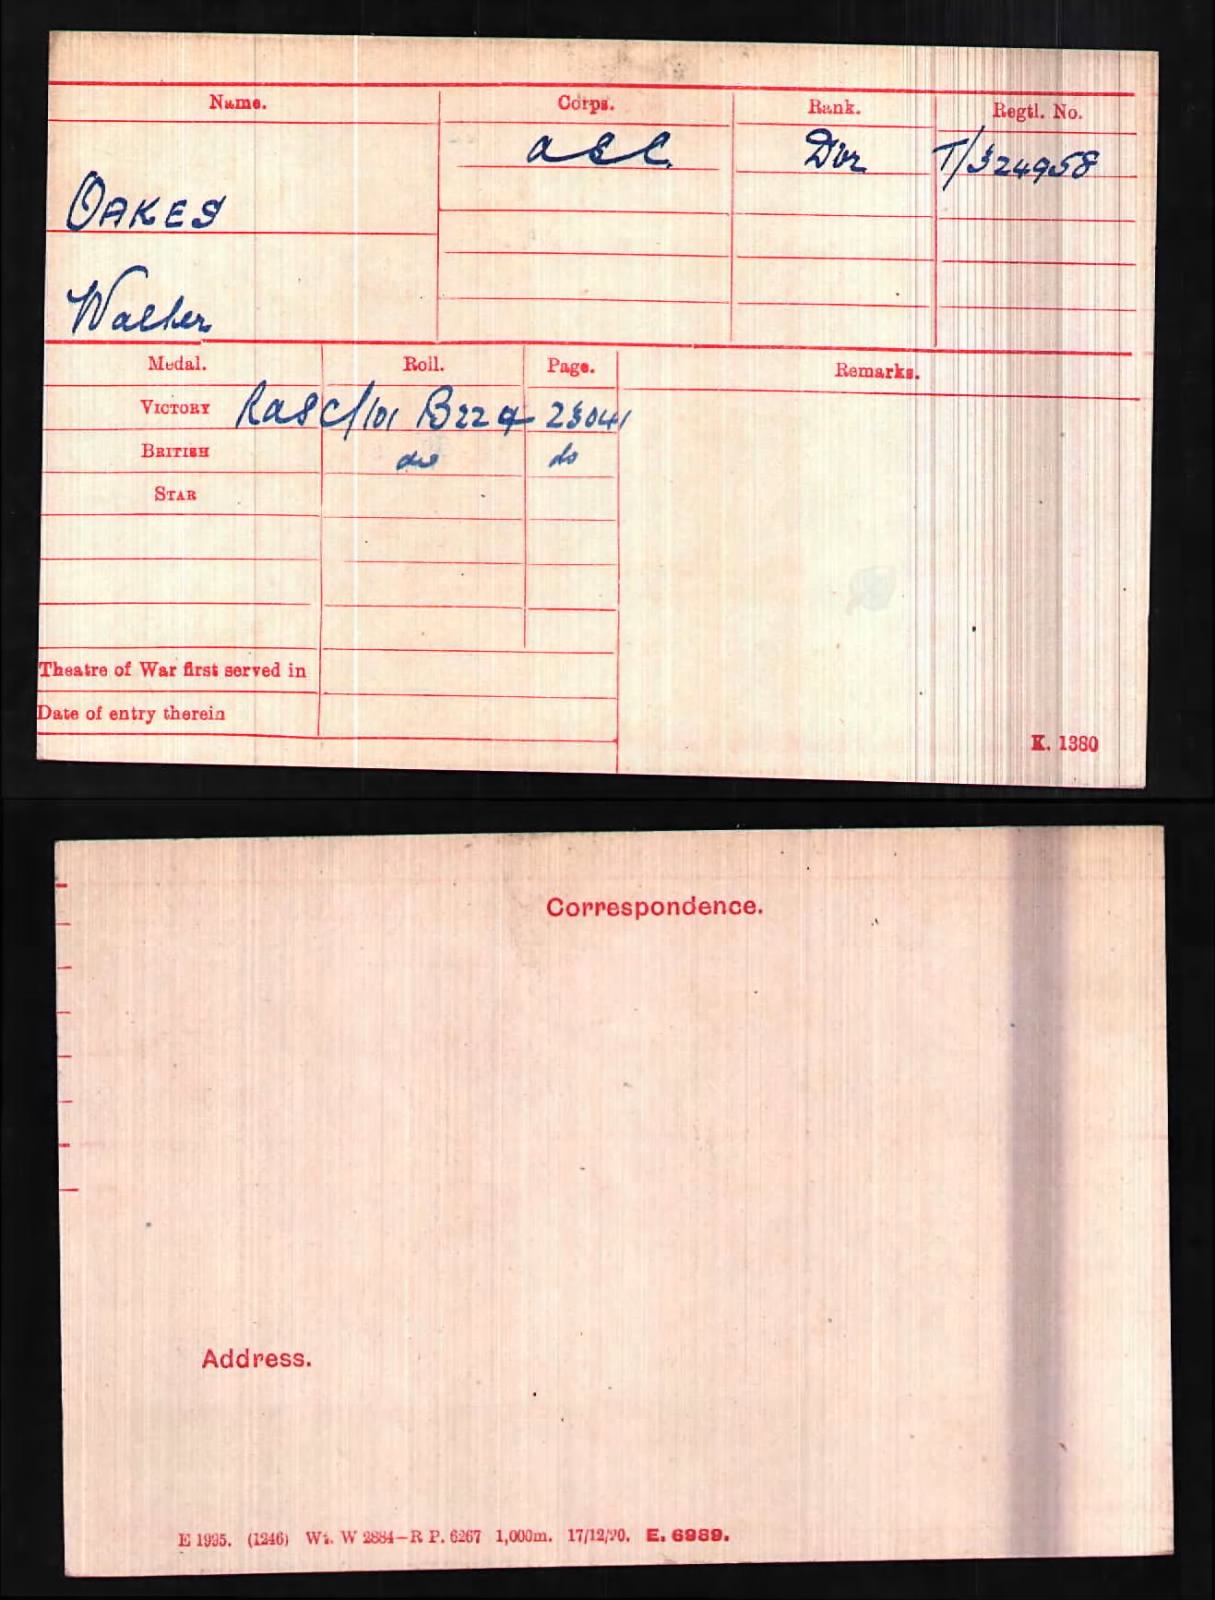 Name. Corps. Rank. Regtl. No.
A.S.C. Dvr T/324958
OAKES
Walter
Medal. Roll. Page. Remarks.
VICTORY RASC/101 B224 23041
BRITISH do do
STAR
Theatre of War first served in
Date of entry therein
K. 1380
Correspondence.
Address.
E 1995. (1246) Wt. W 2884—R P. 6267 1,000m. 17/12/20. E. 6989.